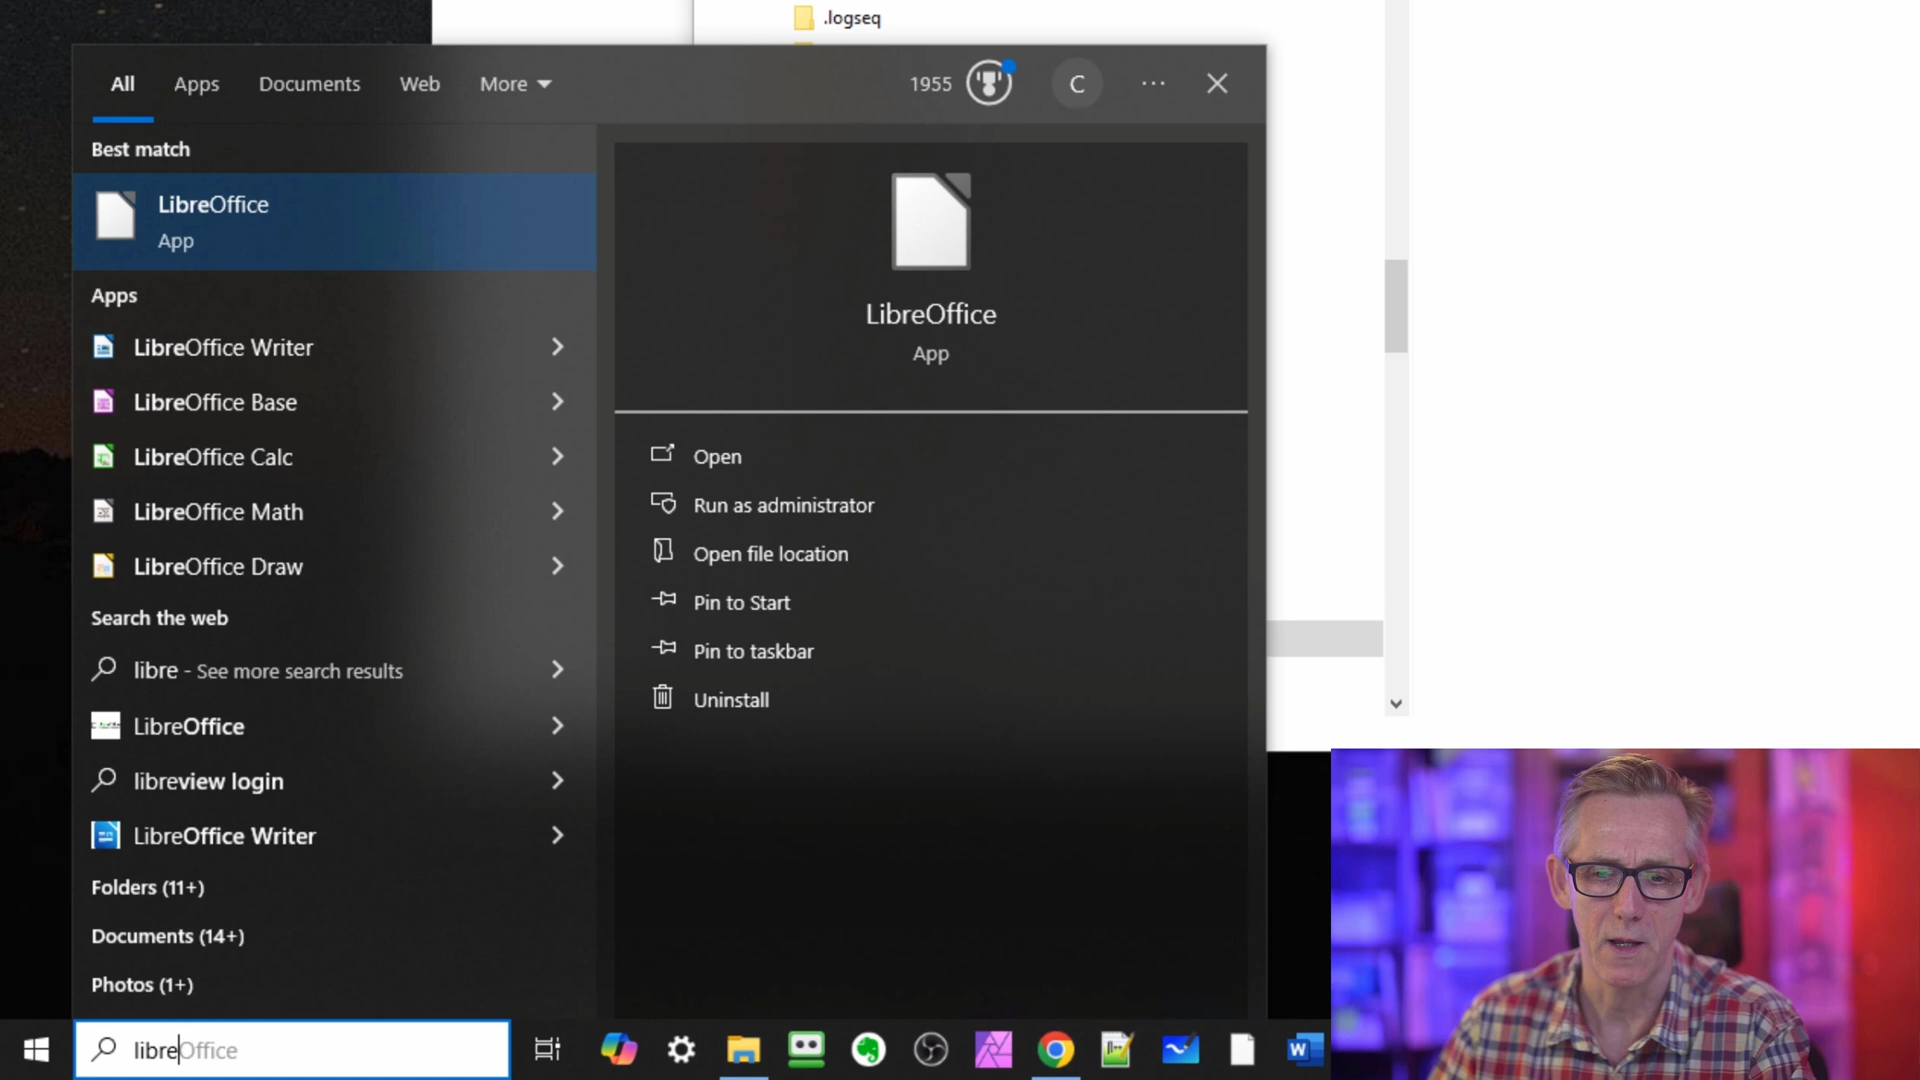 .logseq
All Apps Documents Web More 1955 C
Best match
LibreOffice
App
LibreOffice
App
Apps
LibreOffice Writer
LibreOffice Base
LibreOffice Calc
LibreOffice Math
LibreOffice Draw
Open
Run as administrator
Open file location
Pin to Start
Pin to taskbar
Uninstall
Search the web
libre - See more search results
LibreOffice
libreview login
LibreOffice Writer
Folders (11+)
Documents (14+)
Photos (1+)
libreOffice
W